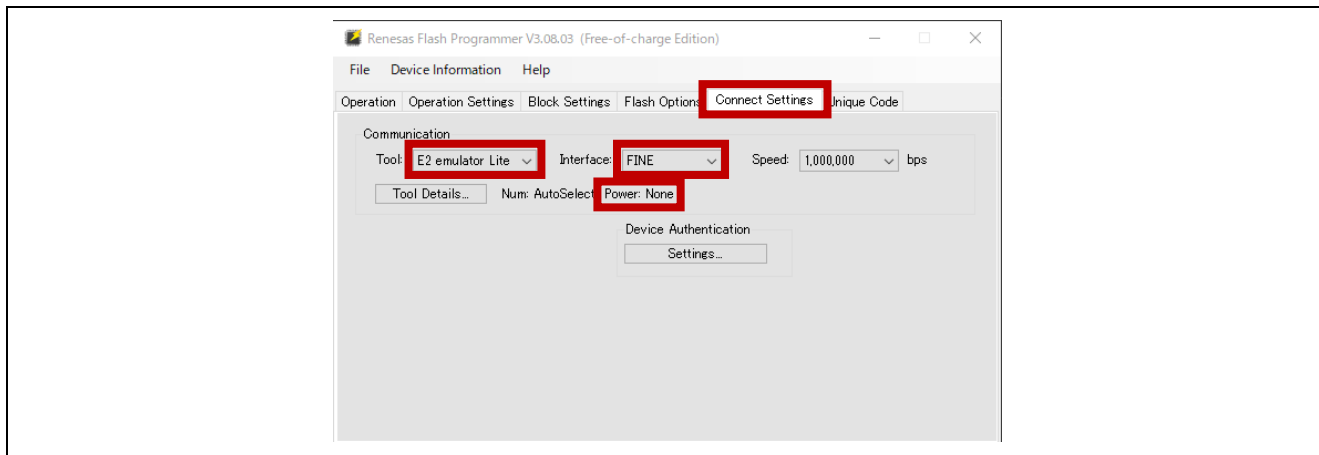 Renesas Flash Programmer V3.08.03 (Free-of-charge Edition)
File Device Information Help
Operation Operation Settings Block Settings Flash Options Connect Settings Unique Code
Communication
Tool: E2 emulator Lite Interface: FINE Speed: 1,000,000 bps
Tool Details... Num: AutoSelect Power: None
Device Authentication
Settings...